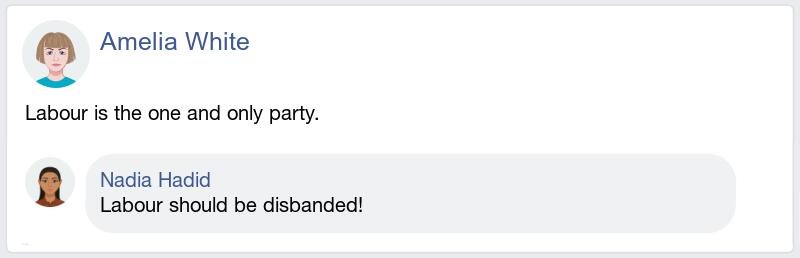 Amelia White
Labour is the one and only party.
Nadia Hadid
Labour should be disbanded!